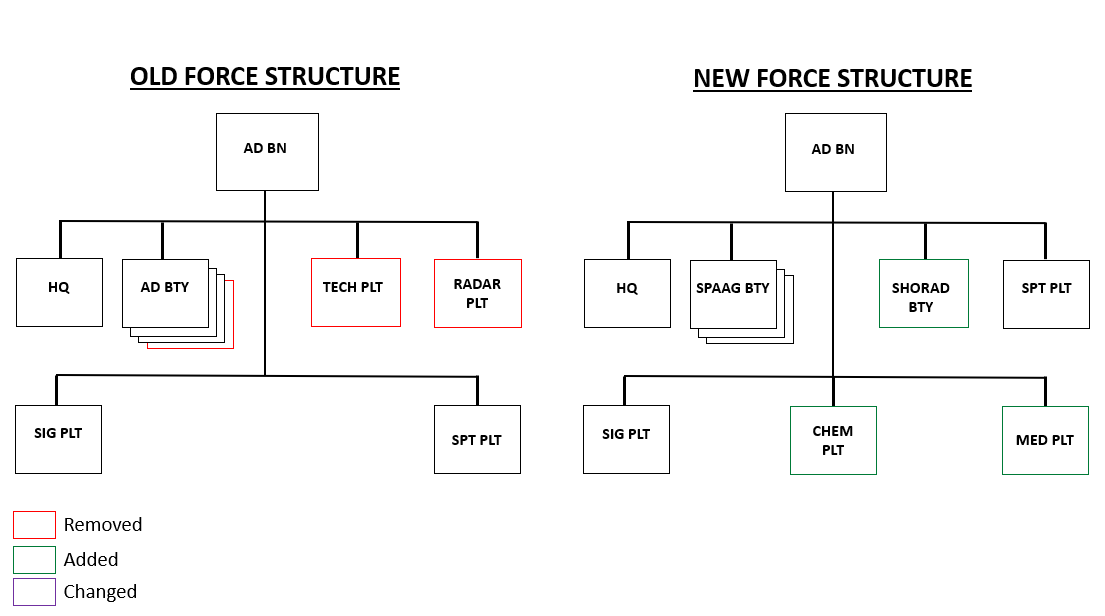 OLD FORCE STRUCTURE
AD BN
HQ
AD BTY
TECH PLT
RADAR
PLT
SIG PLT
SPT PLT
NEW FORCE STRUCTURE
AD BN
HQ
SPAAG BTY
SHORAD
BTY
SPT PLT
SIG PLT
CHEM
PLT
MED PLT
Removed
Added
Changed